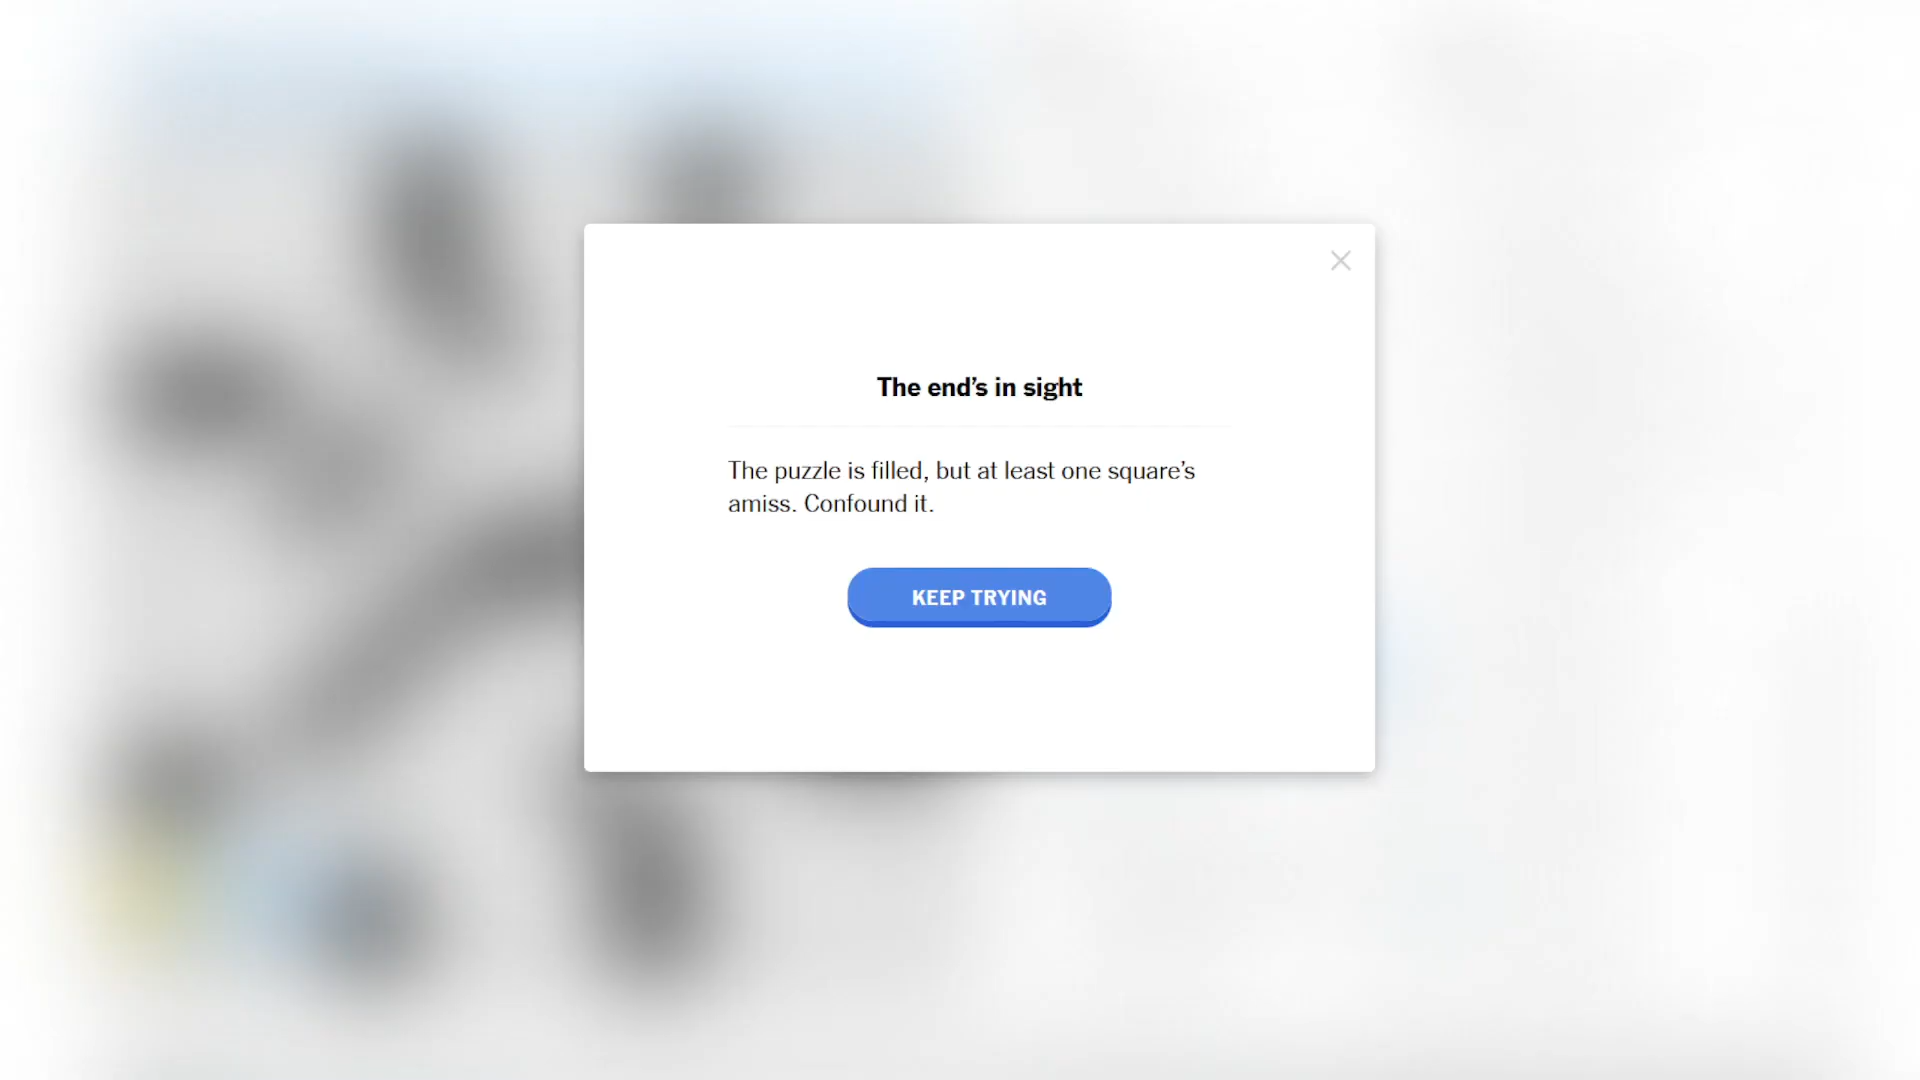 The end’s in sight
The puzzle is filled, but at least one square’s
amiss. Confound it.
KEEP TRYING